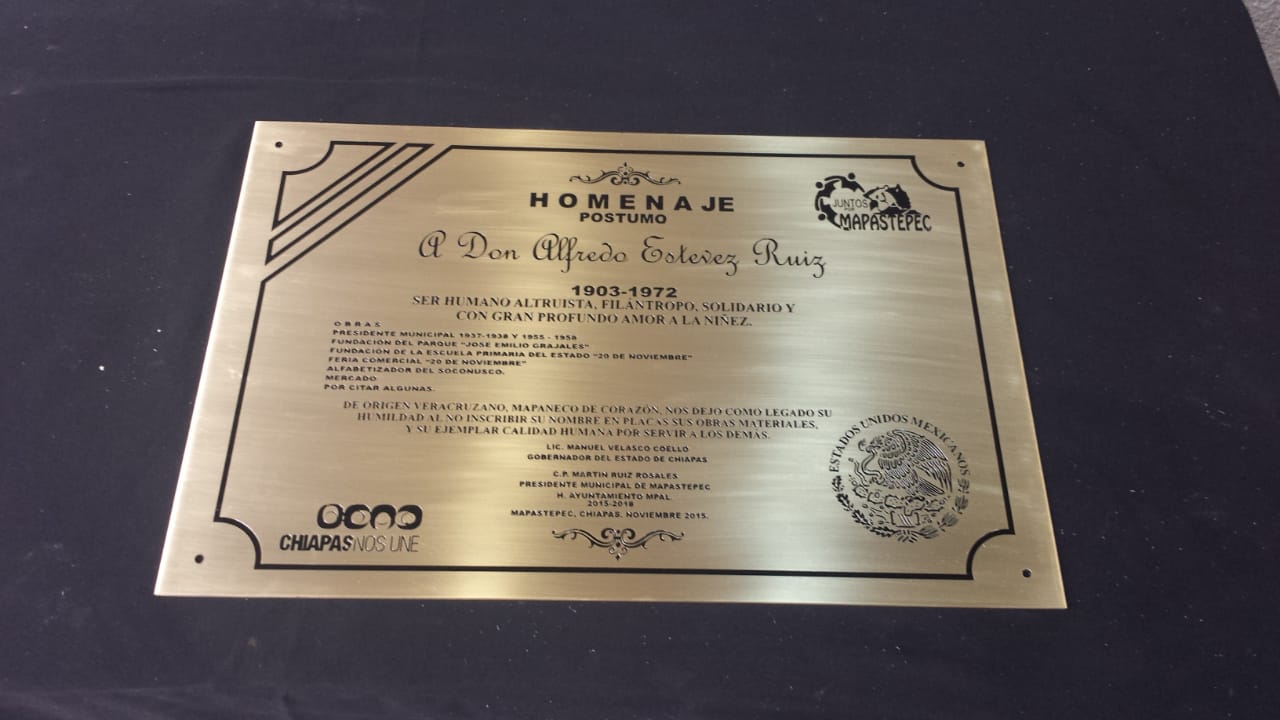 HOMENAJE
POSTUMO
JUNTOS
POR
MAPASTEPEC
A Don Alfredo Estevez Ruiz
1903-1972
SER HUMANO ALTRUISTA, FILÁNTROPO, SOLIDARIO Y
CON GRAN PROFUNDO AMOR A LA NIÑEZ.
OBRAS
PRESIDENTE MUNICIPAL 1937-1938 Y 1955 - 1958
FUNDACIÓN DEL PARQUE "JOSE EMILIO GRAJALES"
FUNDACIÓN DE LA ESCUELA PRIMARIA DEL ESTADO "20 DE NOVIEMBRE"
FERIA COMERCIAL "20 DE NOVIEMBRE"
ALFABETIZADOR DEL SOCONUSCO.
MERCADO
POR CITAR ALGUNAS.
DE ORIGEN VERACRUZANO, MAPANECO DE CORAZÓN, NOS DEJO COMO LEGADO SU
HUMILDAD AL NO INSCRIBIR SU NOMBRE EN PLACAS SUS OBRAS MATERIALES,
Y SU EJEMPLAR CALIDAD HUMANA POR SERVIR A LOS DEMÁS.
LIC. MANUEL VELASCO COELLO
GOBERNADOR DEL ESTADO DE CHIAPAS
C.P. MARTIN RUIZ ROSALES
PRESIDENTE MUNICIPAL DE MAPASTEPEC
H. AYUNTAMIENTO MPAL.
2015-2018
MAPASTEPEC, CHIAPAS. NOVIEMBRE 2015.
ESTADOS UNIDOS MEXICANOS
CHIAPAS NOS UNE